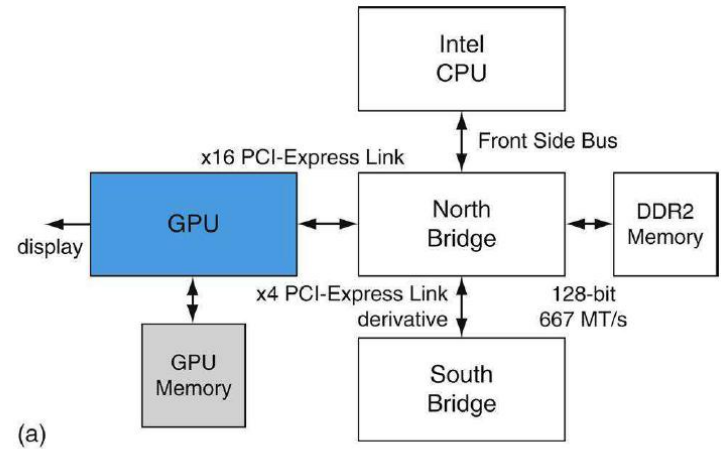 Intel
CPU
Front Side Bus
x16 PCI-Express Link
GPU
North
Bridge
DDR2
Memory
display
x4 PCI-Express Link
derivative
128-bit
667 MT/s
GPU
Memory
South
Bridge
(a)